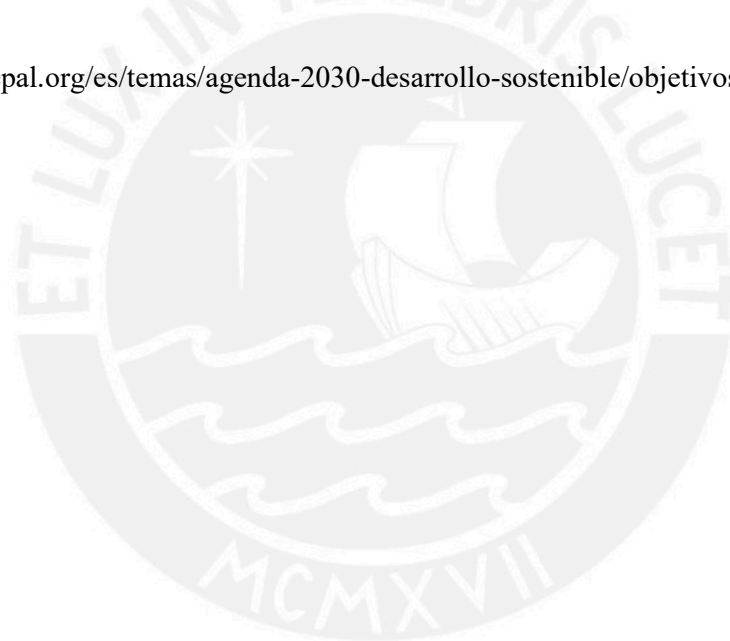 pal.org/es/temas/agenda-2030-desarrollo-sostenible/objetivos
ET LUX IN TENEBRIS LUCET
MCMXVII